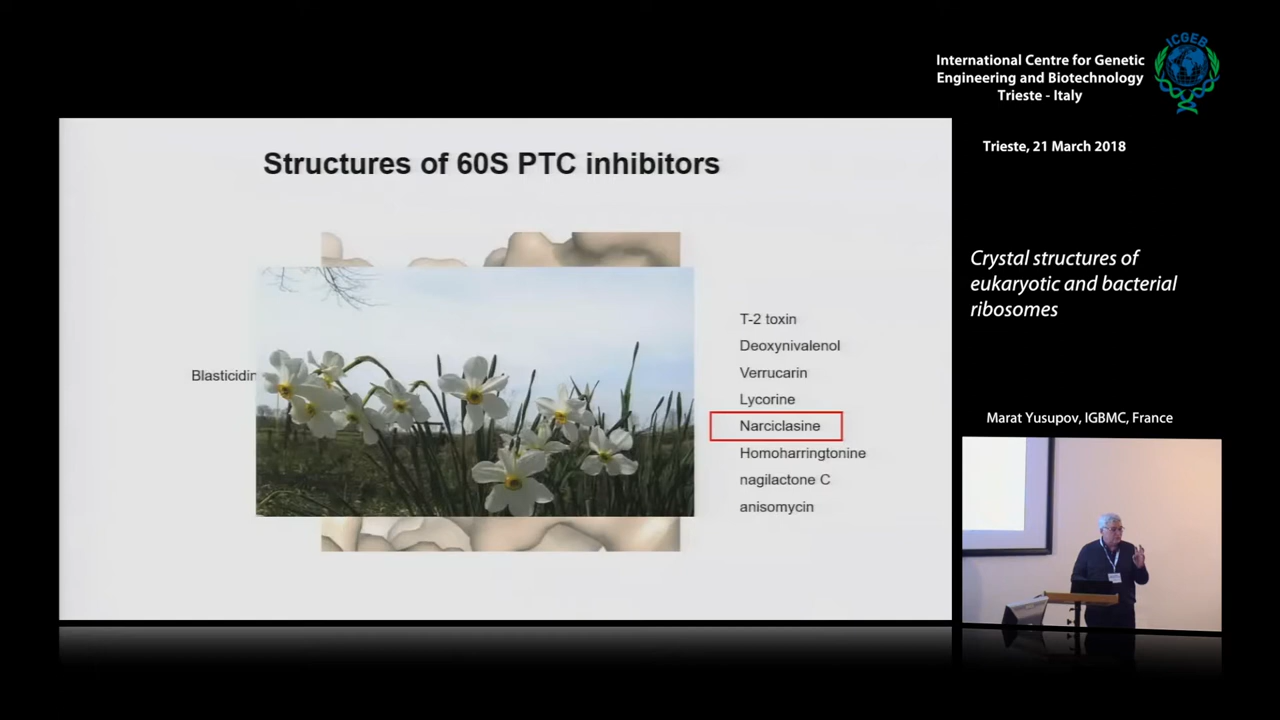 ICGEB
International Centre for Genetic
Engineering and Biotechnology
Trieste - Italy
Trieste, 21 March 2018
Structures of 60S PTC inhibitors
Blasticidin
T-2 toxin
Deoxynivalenol
Verrucarin
Lycorine
Narciclasine
Homoharringtonine
nagilactone C
anisomycin
Crystal structures of
eukaryotic and bacterial
ribosomes
Marat Yusupov, IGBMC, France